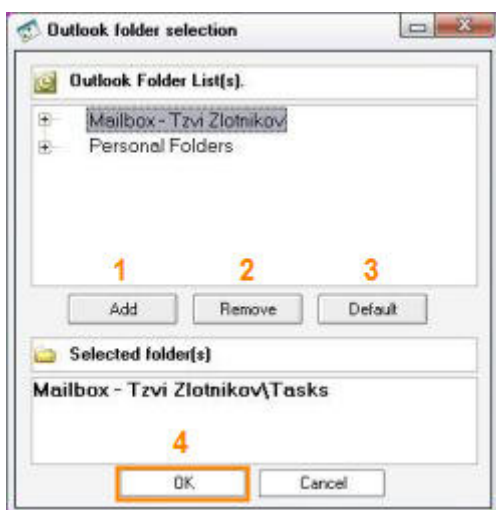 Outlook folder selection
Outlook Folder List(s).
Mailbox - Tzvi Zlotnikov
Personal Folders
1 2 3
Add Remove Default
Selected folder(s)
Mailbox - Tzvi Zlotnikov\Tasks
4
OK Cancel